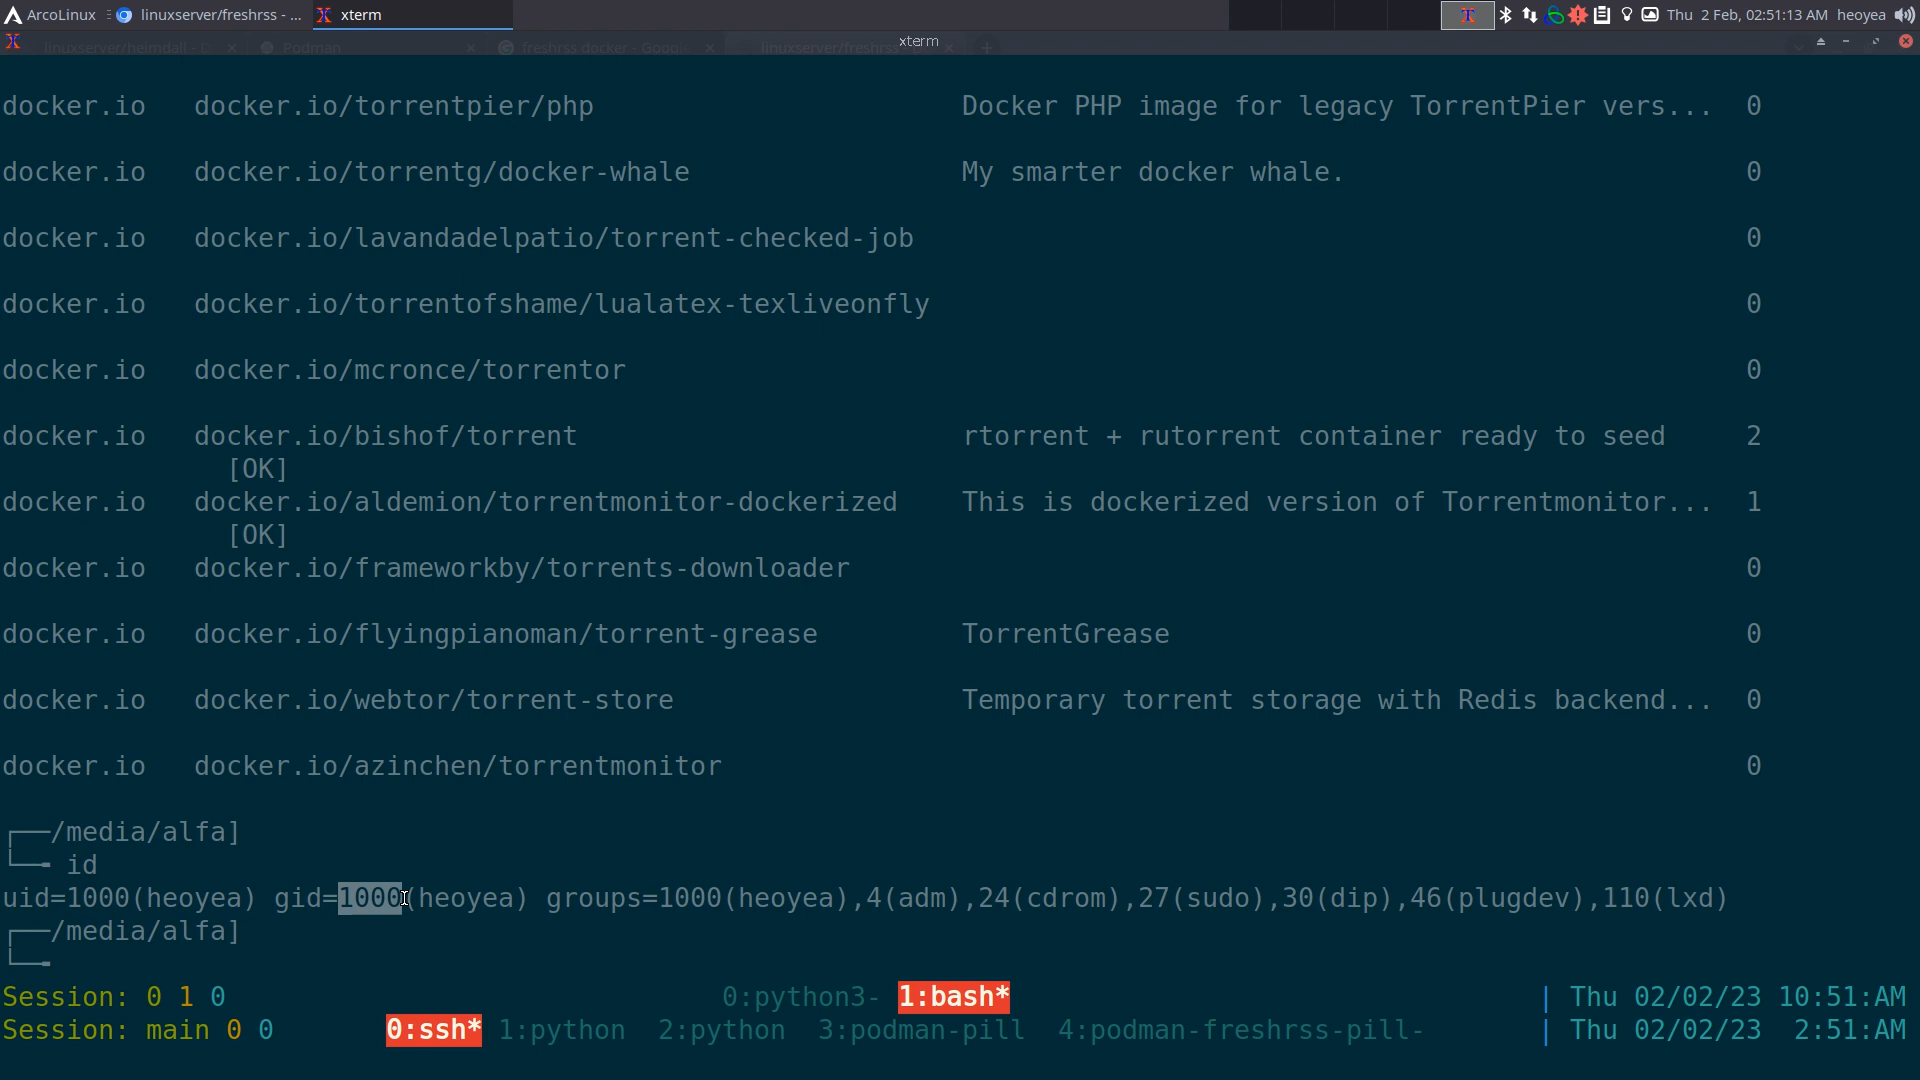 ArcoLinux linuxserver/freshrss - ... xterm Thu 2 Feb, 02:51:13 AM heoyea
linuxserver/heimdall - D Podman freshrss docker - Google linuxserver/freshrss xterm
docker.io docker.io/torrentpier/php Docker PHP image for legacy TorrentPier vers... 0
docker.io docker.io/torrentg/docker-whale My smarter docker whale. 0
docker.io docker.io/lavandadelpatio/torrent-checked-job 0
docker.io docker.io/torrentofshame/lualatex-texliveonfly 0
docker.io docker.io/mcronce/torrentor 0
docker.io docker.io/bishof/torrent rtorrent + rutorrent container ready to seed 2
[OK]
docker.io docker.io/aldemion/torrentmonitor-dockerized This is dockerized version of Torrentmonitor... 1
[OK]
docker.io docker.io/frameworkby/torrents-downloader 0
docker.io docker.io/flyingpianoman/torrent-grease TorrentGrease 0
docker.io docker.io/webtor/torrent-store Temporary torrent storage with Redis backend... 0
docker.io docker.io/azinchen/torrentmonitor 0
┌──/media/alfa]
└─╴ id
uid=1000(heoyea) gid=1000(heoyea) groups=1000(heoyea),4(adm),24(cdrom),27(sudo),30(dip),46(plugdev),110(lxd)
┌──/media/alfa]
└─╴
Session: 0 1 0 0:python3- 1:bash* | Thu 02/02/23 10:51:AM
Session: main 0 0 0:ssh* 1:python 2:python 3:podman-pill 4:podman-freshrss-pill- | Thu 02/02/23 2:51:AM